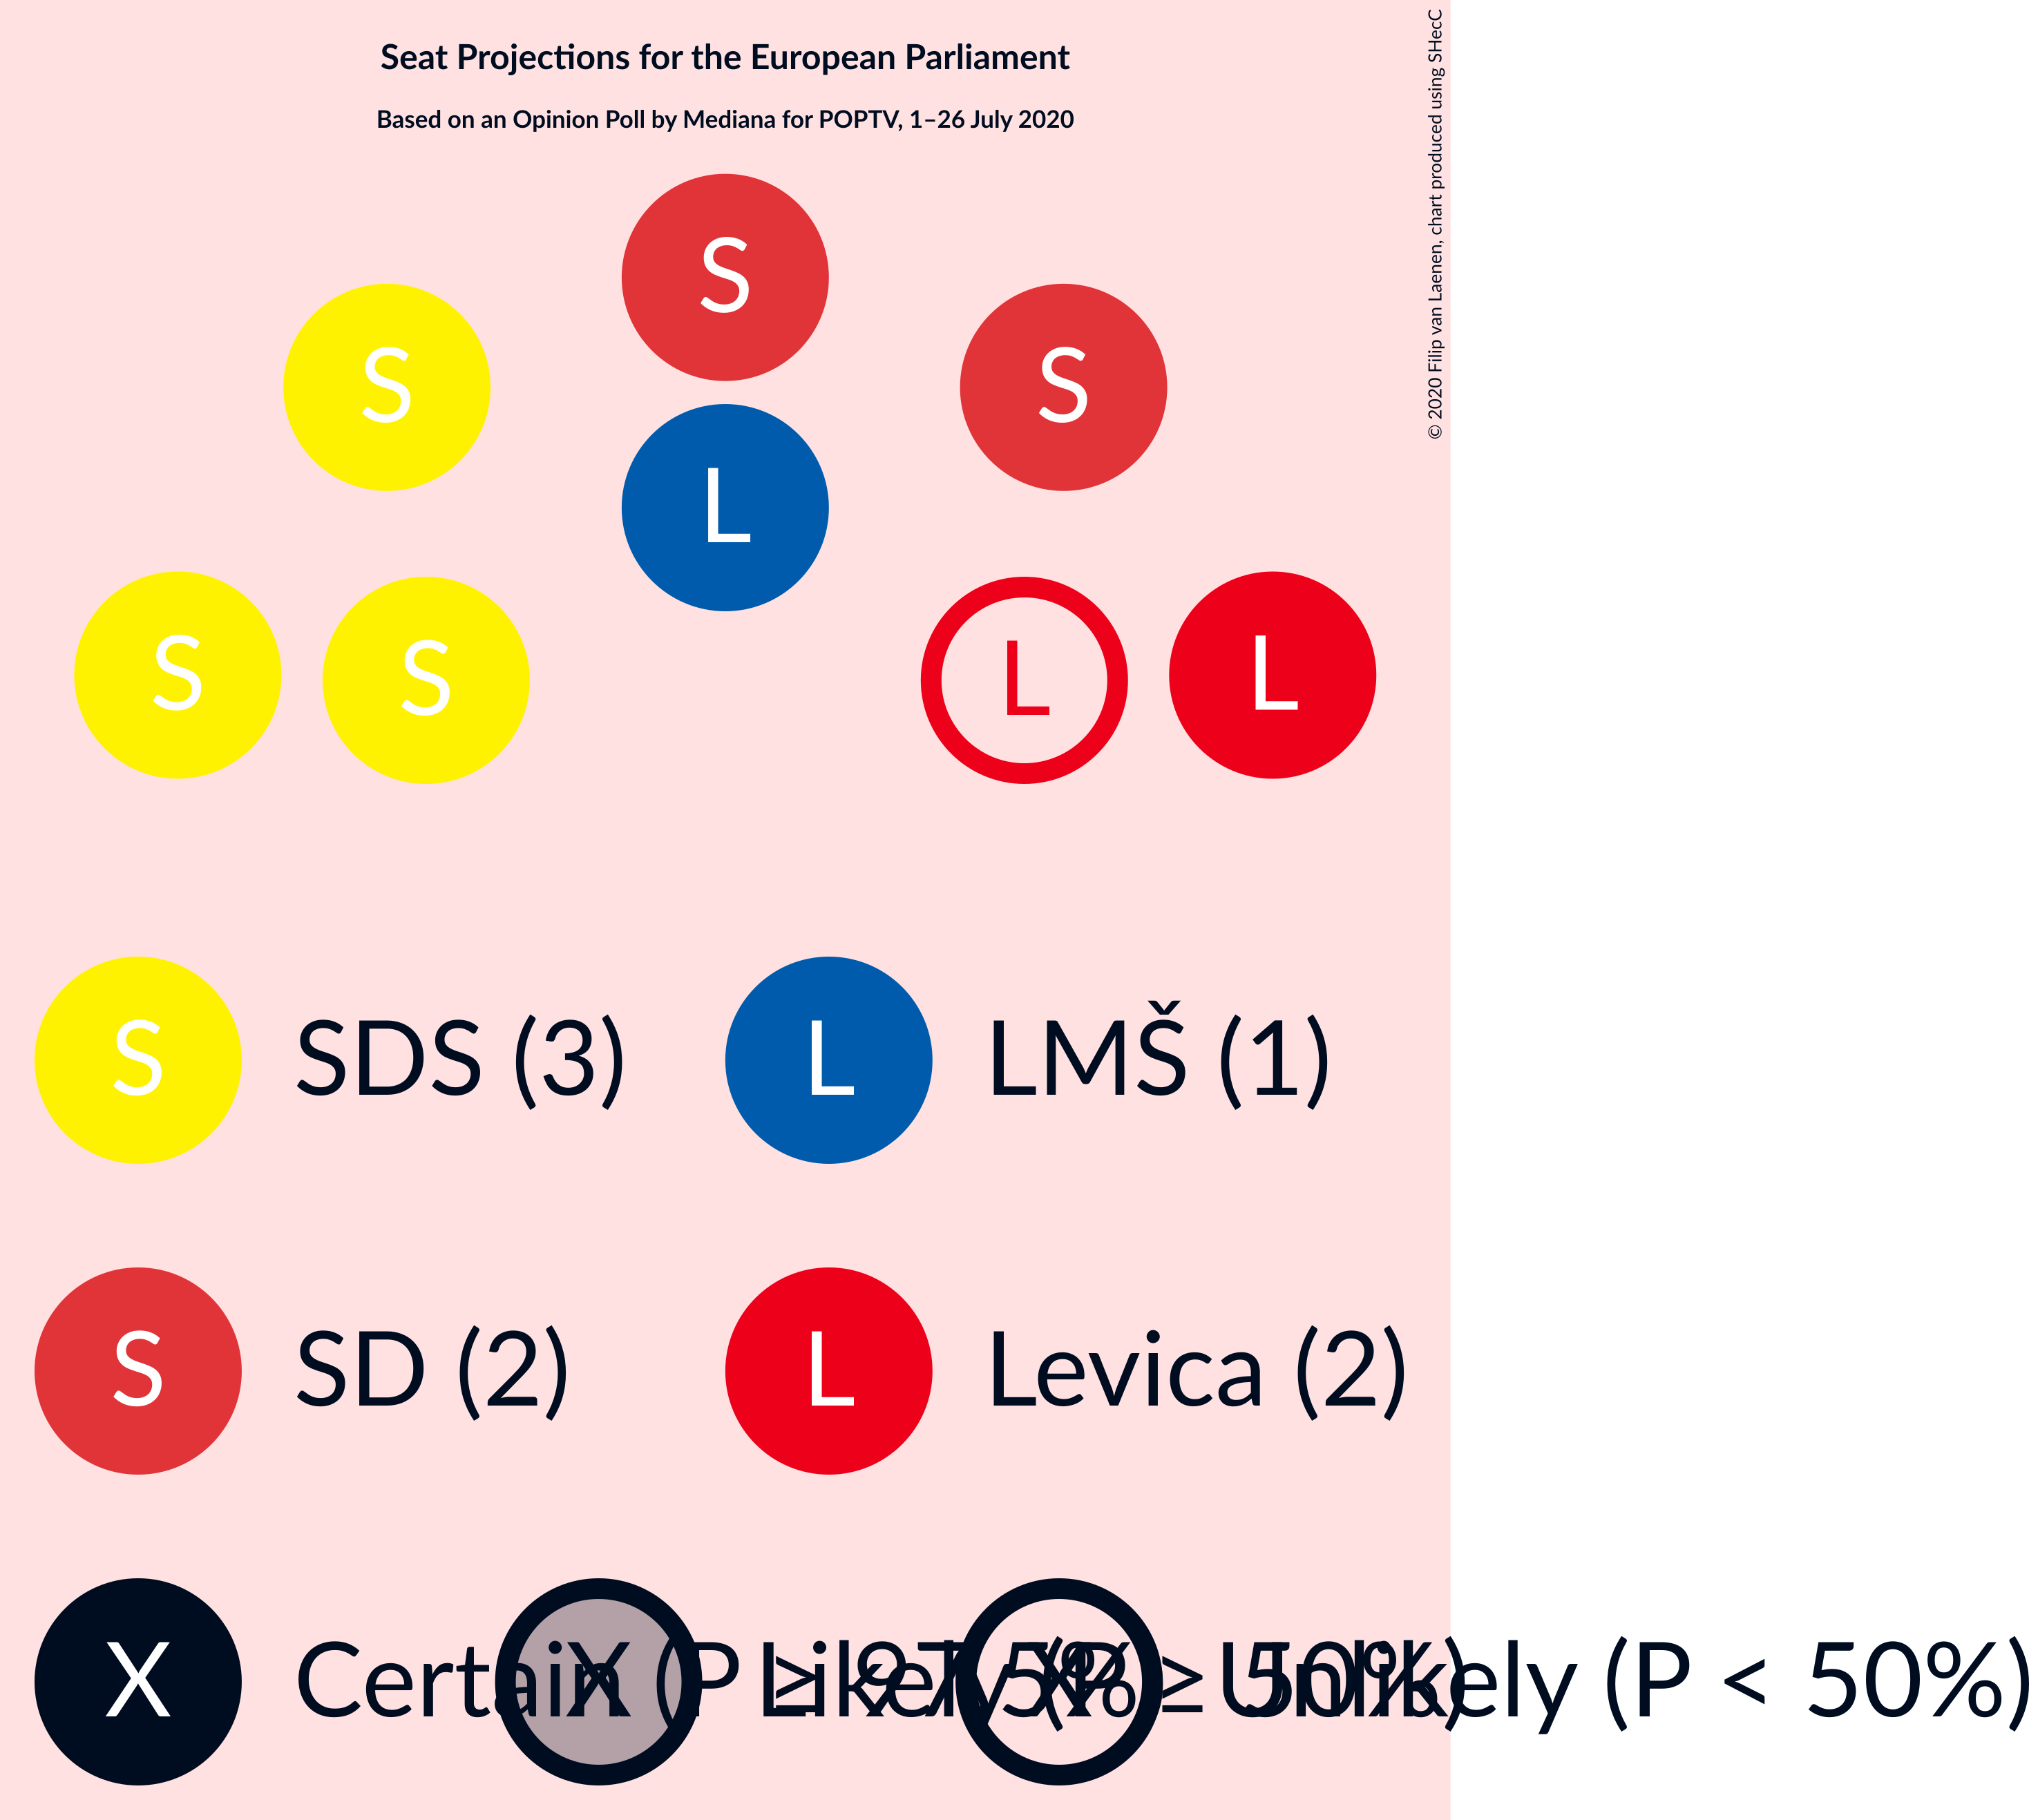 Seat Projections for the European Parliament
Based on an Opinion Poll by Mediana for POPTV, 1–26 July 2020
© 2020 Filip van Laenen, chart produced using SHecC
S
S S
L
S S L L
S SDS (3) L LMŠ (1)
S SD (2) L Levica (2)
X Certain (P ≥ 97.5%) X Likely (P ≥ 50%) X Unlikely (P < 50%)